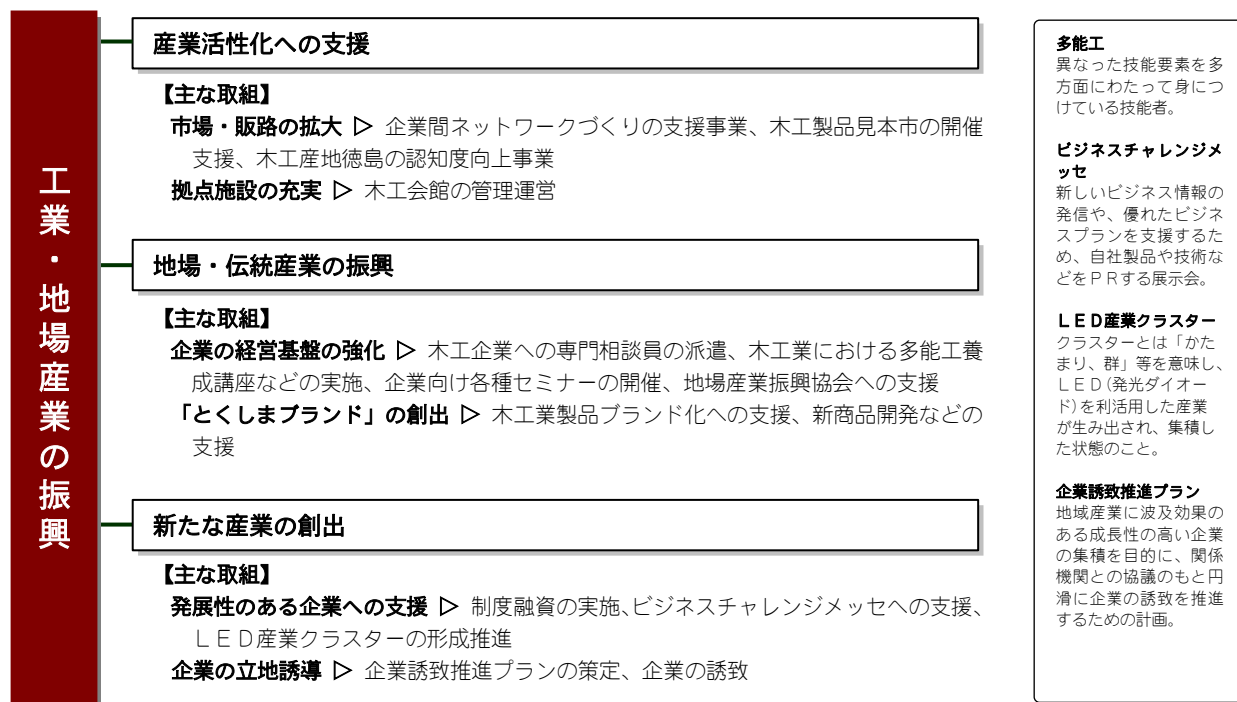 工業・地場産業の振興
産業活性化への支援
【主な取組】
市場・販路の拡大 ▷ 企業間ネットワークづくりの支援事業、木工製品見本市の開催
支援、木工産地徳島の認知度向上事業
拠点施設の充実 ▷ 木工会館の管理運営
地場・伝統産業の振興
【主な取組】
企業の経営基盤の強化 ▷ 木工企業への専門相談員の派遣、木工業における多能工養
成講座などの実施、企業向け各種セミナーの開催、地場産業振興協会への支援
「とくしまブランド」の創出 ▷ 木工業製品ブランド化への支援、新商品開発などの
支援
新たな産業の創出
【主な取組】
発展性のある企業への支援 ▷ 制度融資の実施、ビジネスチャレンジメッセへの支援、
ＬＥＤ産業クラスターの形成推進
企業の立地誘導 ▷ 企業誘致推進プランの策定、企業の誘致
多能工
異なった技能要素を多
方面にわたって身につ
けている技能者。
ビジネスチャレンジメ
ッセ
新しいビジネス情報の
発信や、優れたビジネ
スプランを支援するた
め、自社製品や技術な
どをＰＲする展示会。
ＬＥＤ産業クラスター
クラスターとは「かた
まり、群」等を意味し、
ＬＥＤ(発光ダイオー
ド)を利活用した産業
が生み出され、集積し
た状態のこと。
企業誘致推進プラン
地域産業に波及効果の
ある成長性の高い企業
の集積を目的に、関係
機関との協議のもと円
滑に企業の誘致を推進
するための計画。